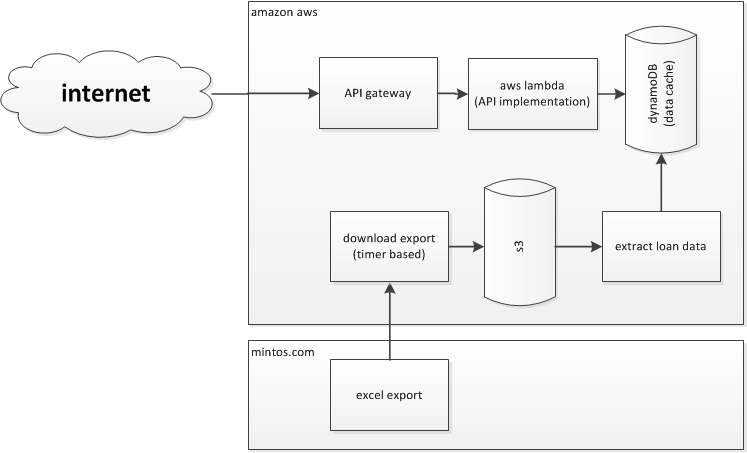 amazon aws
internet
API gateway
aws lambda
(API implementation)
dynamoDB
(data cache)
download export
(timer based)
s3
extract loan data
mintos.com
excel export